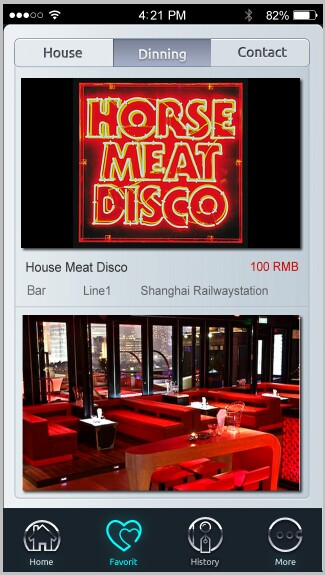 4:21 PM 82%
House Dinning Contact
HORSE
MEAT
DISCO
House Meat Disco 100 RMB
Bar Line1 Shanghai Railwaystation
Home Favorit History More